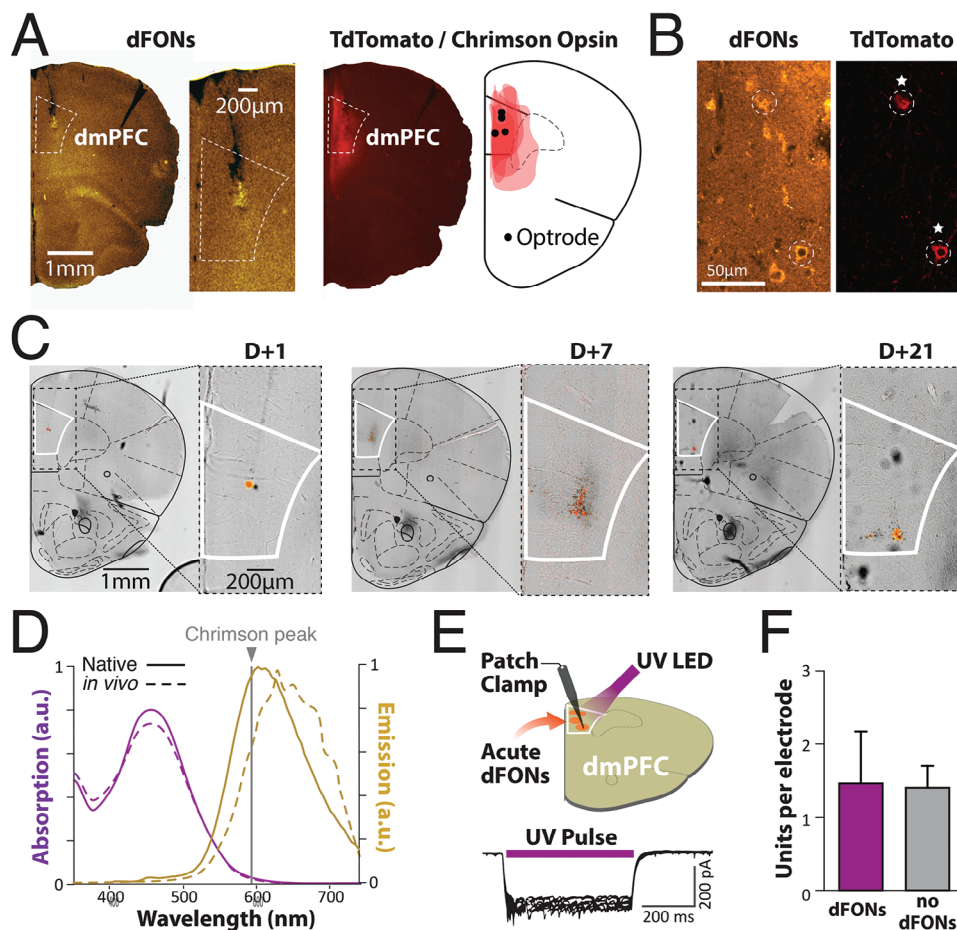 A
dFONs
200µm
dmPFC
1mm
TdTomato / Chrimson Opsin
dmPFC
Optrode
B
dFONs
TdTomato
50µm
C
D+1
D+7
D+21
1mm
200µm
D
Chrimson peak
Native
in vivo
1
0
Absorption (a.u.)
1
0
Emission (a.u.)
400
500
600
700
Wavelength (nm)
E
Patch
Clamp
UV LED
Acute
dFONs
dmPFC
UV Pulse
200 pA
200 ms
F
Units per electrode
3
2
1
0
dFONs
no
dFONs